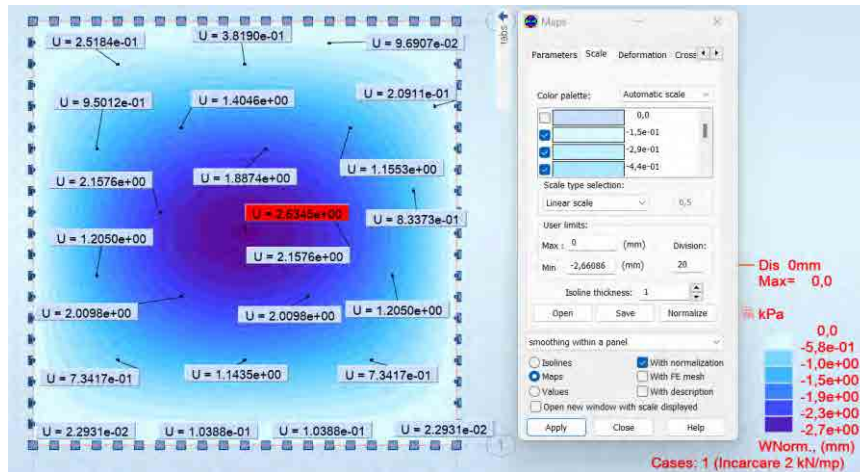 U = 2.5184e-01
U = 3.8190e-01
U = 9.6907e-02
U = 9.5012e-01
U = 1.4046e+00
U = 2.0911e-01
U = 2.1576e+00
U = 1.8874e+00
U = 1.1553e+00
U = 2.6345e+00
U = 8.3373e-01
U = 1.2050e+00
U = 2.1576e+00
U = 2.0098e+00
U = 2.0098e+00
U = 1.2050e+00
U = 7.3417e-01
U = 1.1435e+00
U = 7.3417e-01
U = 2.2931e-02
U = 1.0388e-01
U = 1.0388e-01
U = 2.2931e-02
1
tabs
Maps
Parameters Scale Deformation Cross
Color palette: Automatic scale
0,0
-1,5e-01
-2,9e-01
-4,4e-01
Scale type selection:
Linear scale 0,5
User limits:
Max : 0 (mm) Division:
Min -2,66086 (mm) 20
Isoline thickness: 1
Open Save Normalize
smoothing within a panel
Isolines With normalization
Maps With FE mesh
Values With description
Open new window with scale displayed
Apply Close Help
Dis 0mm
Max= 0,0
kPa
0,0
-5,8e-01
-1,0e+00
-1,5e+00
-1,9e+00
-2,3e+00
-2,7e+00
WNorm., (mm)
Cases: 1 (Incarcare 2 kN/mp)